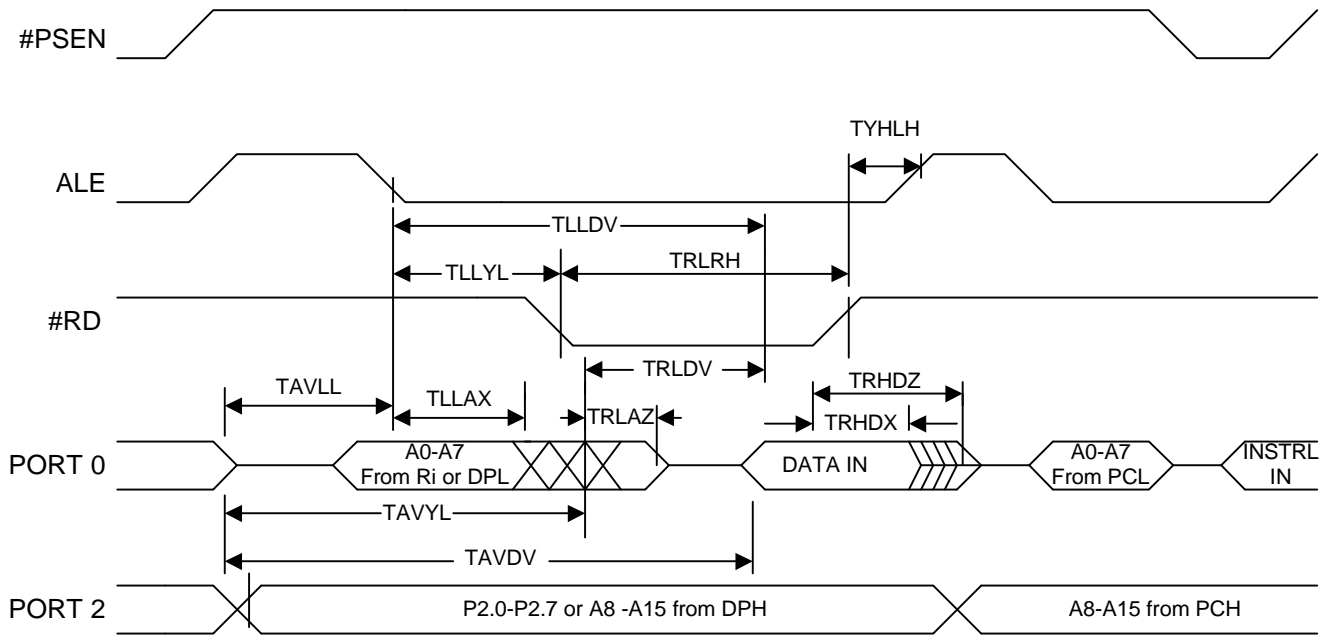 #PSEN
TYHLH
ALE
TLLDV
TLLYL
TRLRH
#RD
TRLDV
TAVLL
TLLAX
TRLAZ
TRHDZ
TRHDX
PORT 0
A0-A7
From Ri or DPL
DATA IN
A0-A7
From PCL
INSTRL
IN
TAVYL
TAVDV
PORT 2
P2.0-P2.7 or A8 -A15 from DPH
A8-A15 from PCH